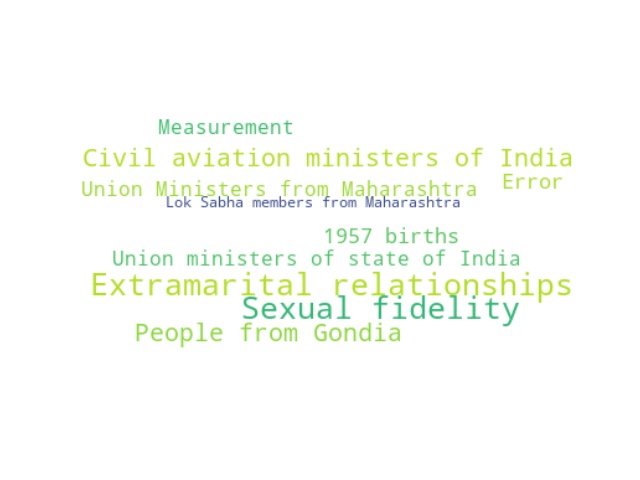 Measurement
Civil aviation ministers of India
Error
Union Ministers from Maharashtra
Lok Sabha members from Maharashtra
1957 births
Union ministers of state of India
Extramarital relationships
Sexual fidelity
People from Gondia